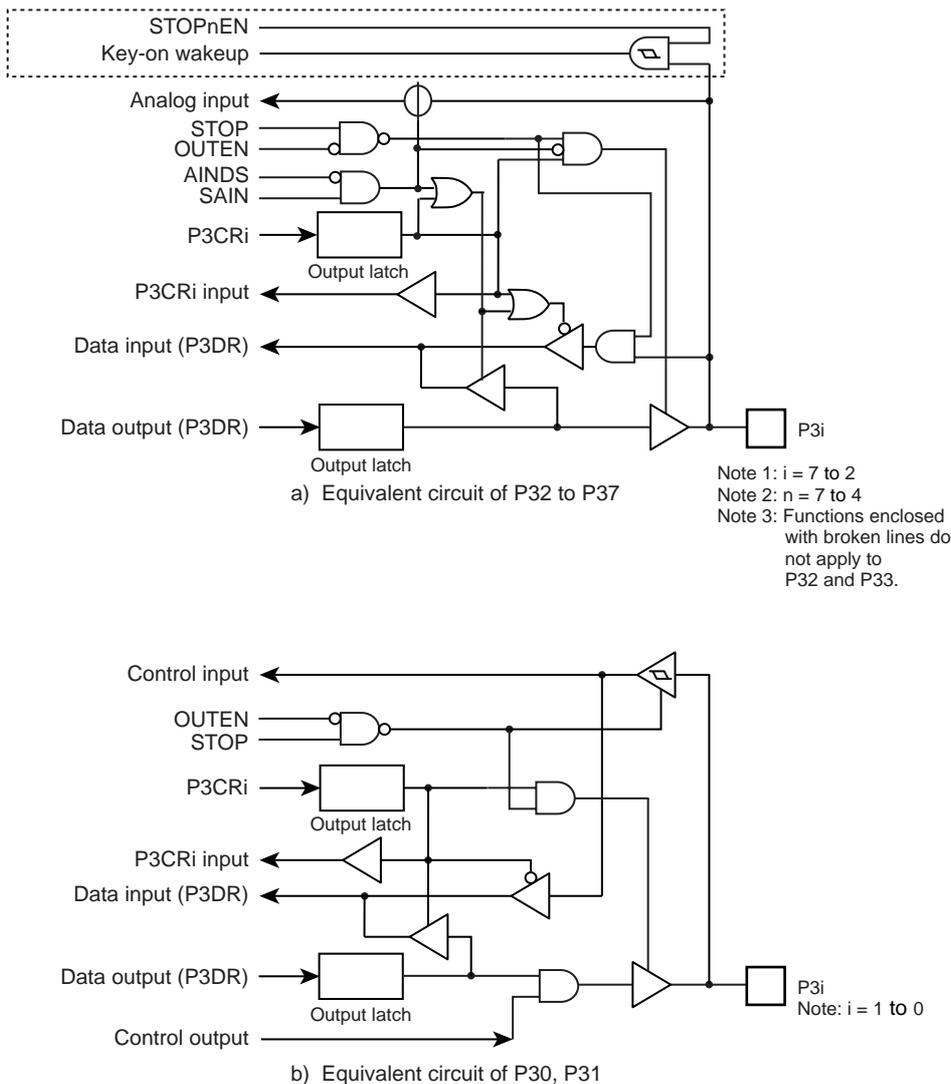 STOPnEN
Key-on wakeup
Analog input
STOP
OUTEN
AINDS
SAIN
P3CRi
Output latch
P3CRi input
Data input (P3DR)
Data output (P3DR)
Output latch
P3i
a) Equivalent circuit of P32 to P37
Note 1: i = 7 to 2
Note 2: n = 7 to 4
Note 3: Functions enclosed
with broken lines do
not apply to
P32 and P33.
Control input
OUTEN
STOP
P3CRi
Output latch
P3CRi input
Data input (P3DR)
Data output (P3DR)
Output latch
P3i
Note: i = 1 to 0
Control output
b) Equivalent circuit of P30, P31